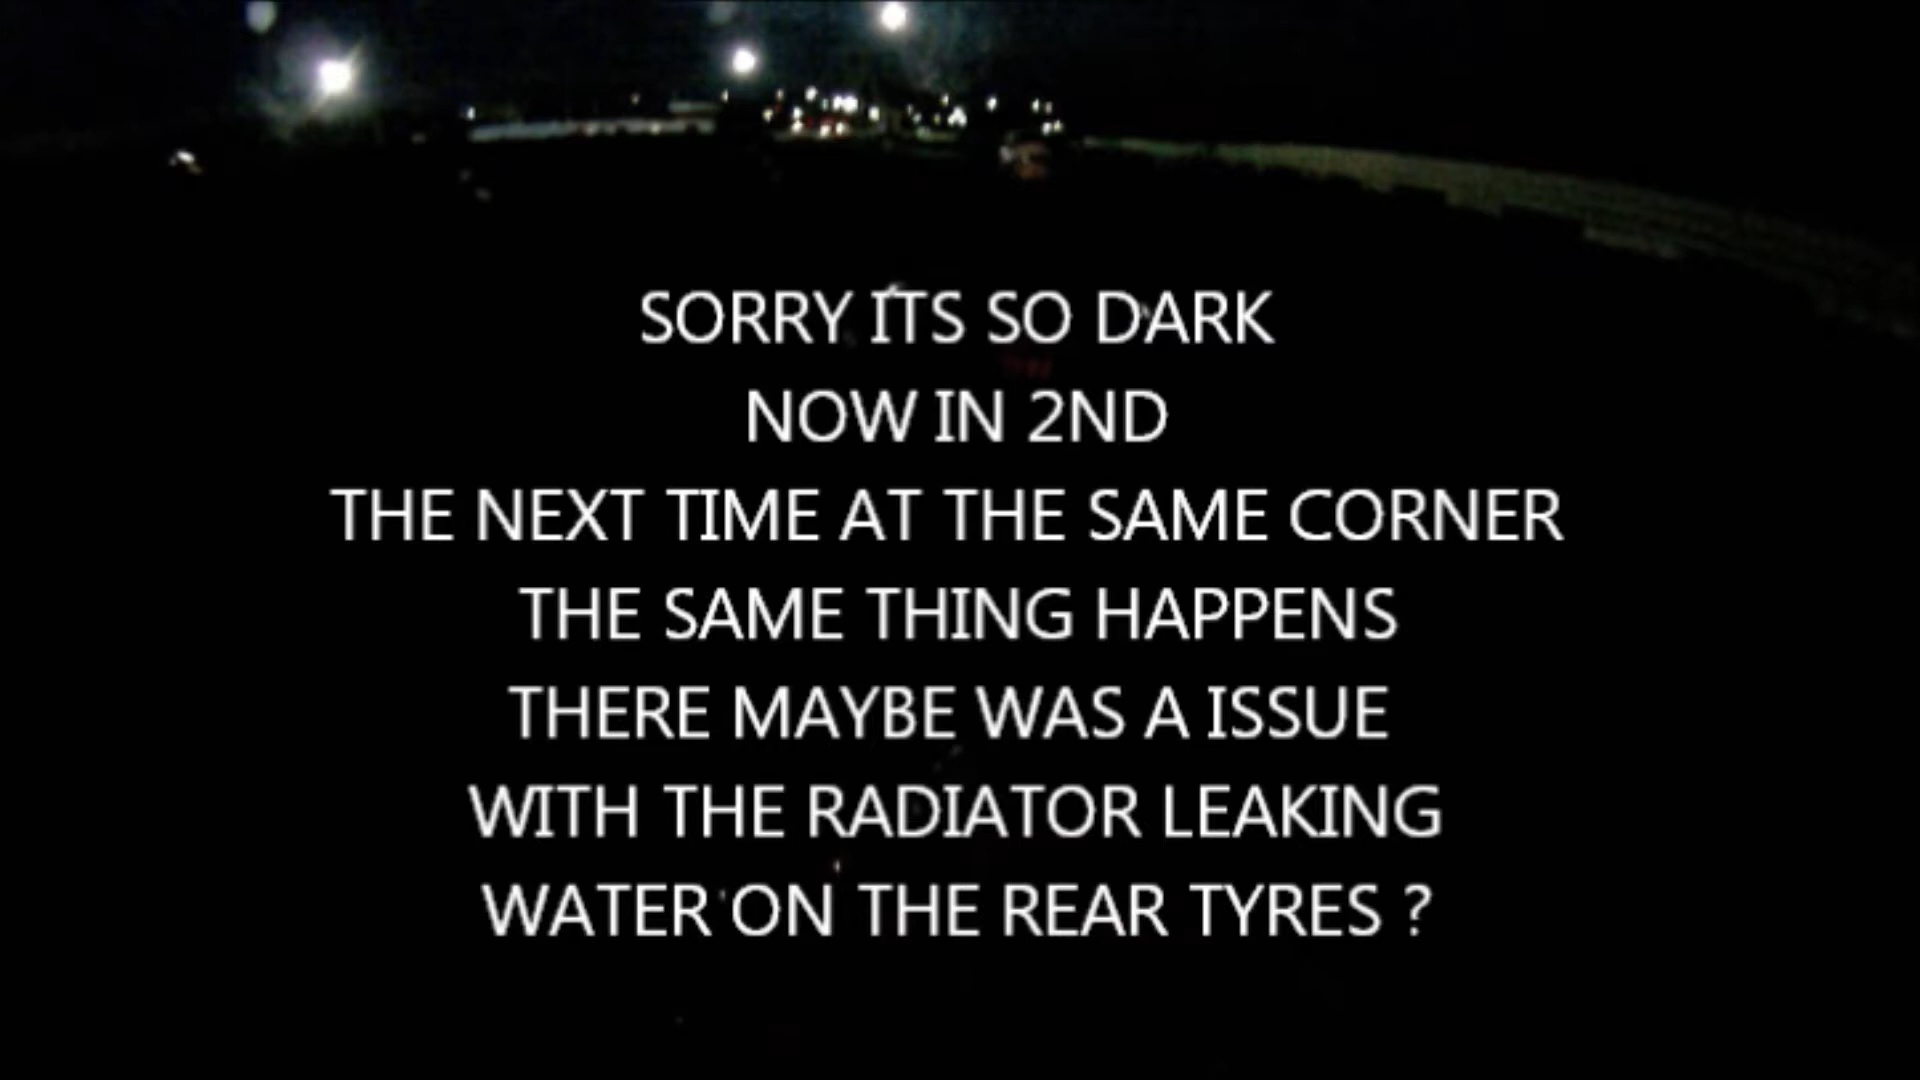 SORRY ITS SO DARK
NOW IN 2ND
THE NEXT TIME AT THE SAME CORNER
THE SAME THING HAPPENS
THERE MAYBE WAS A ISSUE
WITH THE RADIATOR LEAKING
WATER ON THE REAR TYRES ?